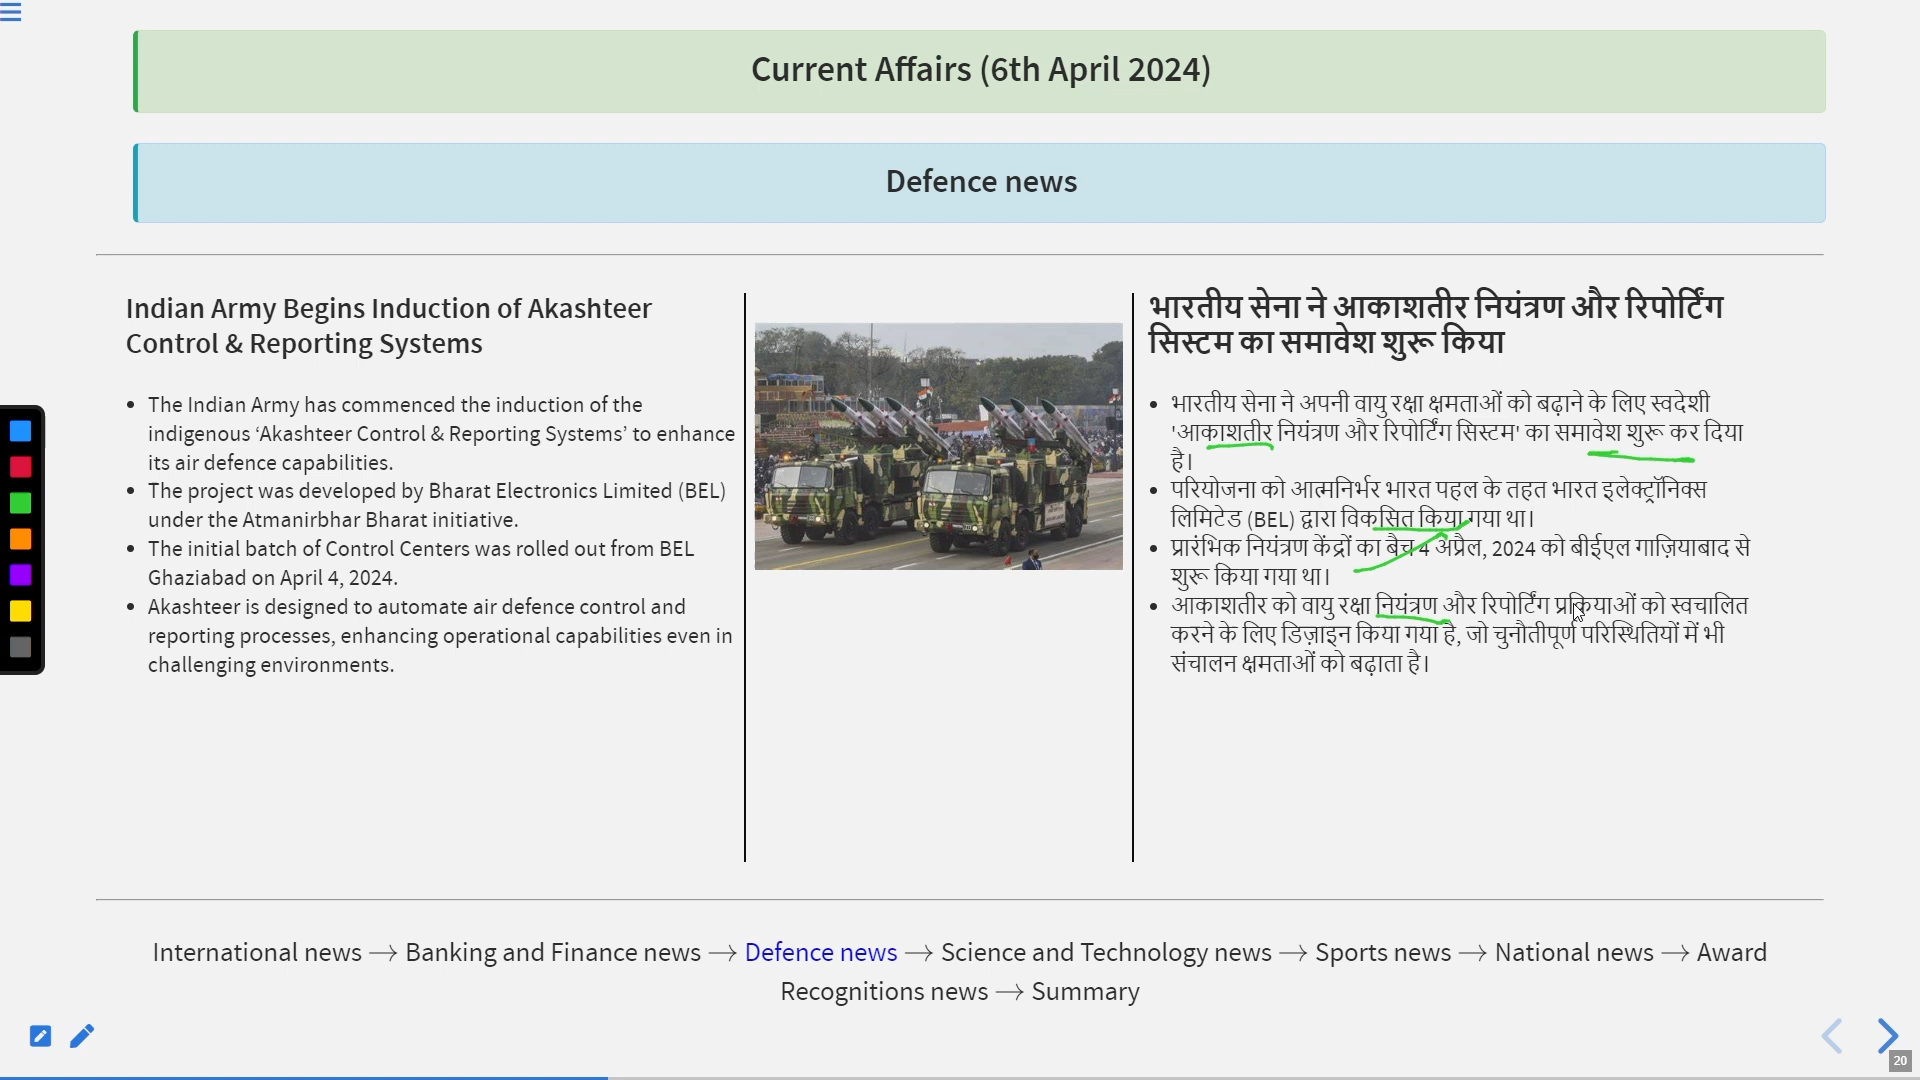 Current Affairs (6th April 2024)
Defence news
Indian Army Begins Induction of Akashteer
Control & Reporting Systems
• The Indian Army has commenced the induction of the
indigenous ‘Akashteer Control & Reporting Systems’ to enhance
its air defence capabilities.
• The project was developed by Bharat Electronics Limited (BEL)
under the Atmanirbhar Bharat initiative.
• The initial batch of Control Centers was rolled out from BEL
Ghaziabad on April 4, 2024.
• Akashteer is designed to automate air defence control and
reporting processes, enhancing operational capabilities even in
challenging environments.
भारतीय सेना ने आकाशतीर नियंत्रण और रिपोर्टिंग
सिस्टम का समावेश शुरू किया
• भारतीय सेना ने अपनी वायु रक्षा क्षमताओं को बढ़ाने के लिए स्वदेशी
'आकाशतीर नियंत्रण और रिपोर्टिंग सिस्टम' का समावेश शुरू कर दिया
है।
• परियोजना को आत्मनिर्भर भारत पहल के तहत भारत इलेक्ट्रॉनिक्स
लिमिटेड (BEL) द्वारा विकसित किया गया था।
• प्रारंभिक नियंत्रण केंद्रों का बैच 4 अप्रैल, 2024 को बीईएल गाज़ियाबाद से
शुरू किया गया था।
• आकाशतीर को वायु रक्षा नियंत्रण और रिपोर्टिंग प्रक्रियाओं को स्वचालित
करने के लिए डिज़ाइन किया गया है, जो चुनौतीपूर्ण परिस्थितियों में भी
संचालन क्षमताओं को बढ़ाता है।
International news → Banking and Finance news → Defence news → Science and Technology news → Sports news → National news → Award
Recognitions news → Summary
20